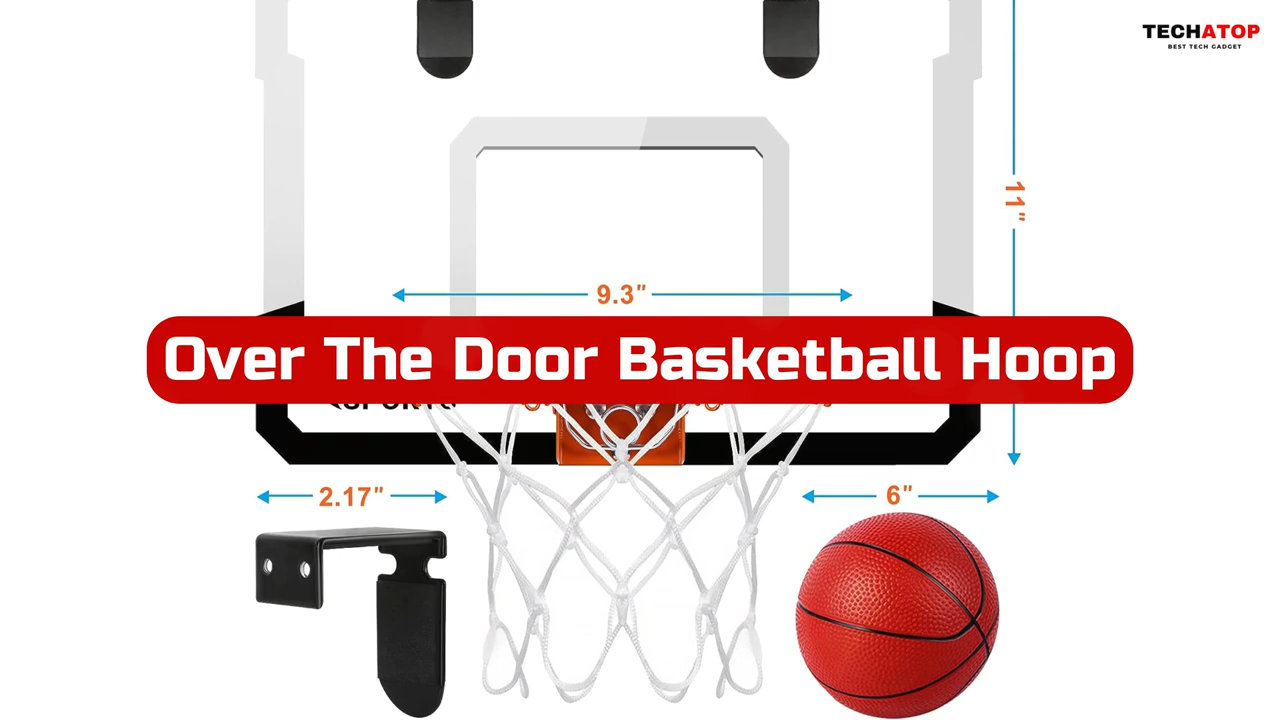 TECHATOP
BEST TECH GADGET
11"
9.3"
Over The Door Basketball Hoop
2.17"
6"